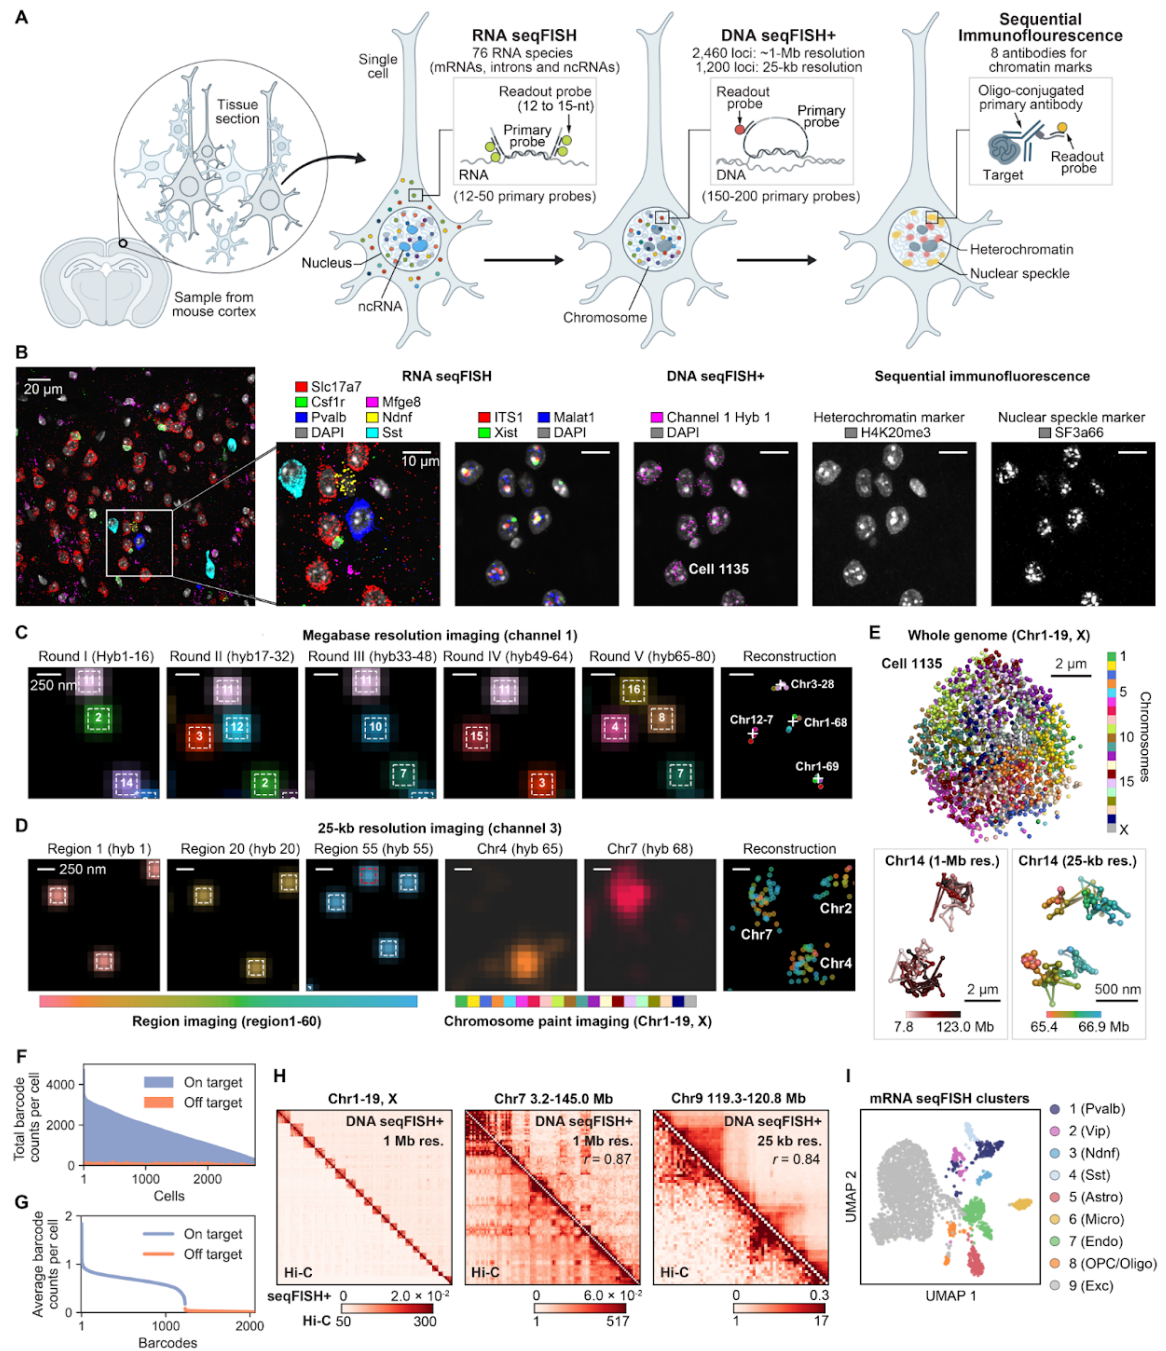 A
Tissue
section
Sample from
mouse cortex
Single
cell
Nucleus
ncRNA
RNA seqFISH
76 RNA species
(mRNAs, introns and ncRNAs)
Readout probe
(12 to 15-nt)
Primary
probe
RNA
(12-50 primary probes)
DNA seqFISH+
2,460 loci: ~1-Mb resolution
1,200 loci: 25-kb resolution
Readout
probe
Primary
probe
DNA
(150-200 primary probes)
Chromosome
Sequential
Immunoflourescence
8 antibodies for
chromatin marks
Oligo-conjugated
primary antibody
Target
Readout
probe
Heterochromatin
Nuclear speckle
B
20 µm
RNA seqFISH
Slc17a7
Csf1r
Mfge8
Pvalb
Ndnf
DAPI
Sst
10 µm
ITS1
Malat1
Xist
DAPI
DNA seqFISH+
Channel 1 Hyb 1
DAPI
Cell 1135
Sequential immunofluorescence
Heterochromatin marker
H4K20me3
Nuclear speckle marker
SF3a66
C
Megabase resolution imaging (channel 1)
Round I (Hyb1-16)
Round II (hyb17-32)
Round III (hyb33-48)
Round IV (hyb49-64)
Round V (hyb65-80)
Reconstruction
250 nm
11
2
14
11
3
12
2
11
10
7
11
15
3
16
4
8
7
Chr3-28
Chr12-7
Chr1-68
Chr1-69
D
25-kb resolution imaging (channel 3)
Region 1 (hyb 1)
Region 20 (hyb 20)
Region 55 (hyb 55)
Chr4 (hyb 65)
Chr7 (hyb 68)
Reconstruction
250 nm
Chr2
Chr7
Chr4
Region imaging (region1-60)
Chromosome paint imaging (Chr1-19, X)
E
Whole genome (Chr1-19, X)
Cell 1135
2 µm
1
5
10
15
X
Chromosomes
Chr14 (1-Mb res.)
2 µm
7.8 123.0 Mb
Chr14 (25-kb res.)
500 nm
65.4 66.9 Mb
F
Total barcode
counts per cell
4000
2000
0
On target
Off target
1 1000 2000
Cells
G
Average barcode
counts per cell
2
1
0
On target
Off target
1 1000 2000
Barcodes
H
Chr1-19, X
DNA seqFISH+
1 Mb res.
Hi-C
seqFISH+ 0 2.0 × 10⁻²
Hi-C 50 300
Chr7 3.2-145.0 Mb
DNA seqFISH+
1 Mb res.
r = 0.87
Hi-C
0 6.0 × 10⁻²
1 517
Chr9 119.3-120.8 Mb
DNA seqFISH+
25 kb res.
r = 0.84
Hi-C
0 0.3
1 17
I
mRNA seqFISH clusters
UMAP 2
UMAP 1
1 (Pvalb)
2 (Vip)
3 (Ndnf)
4 (Sst)
5 (Astro)
6 (Micro)
7 (Endo)
8 (OPC/Oligo)
9 (Exc)